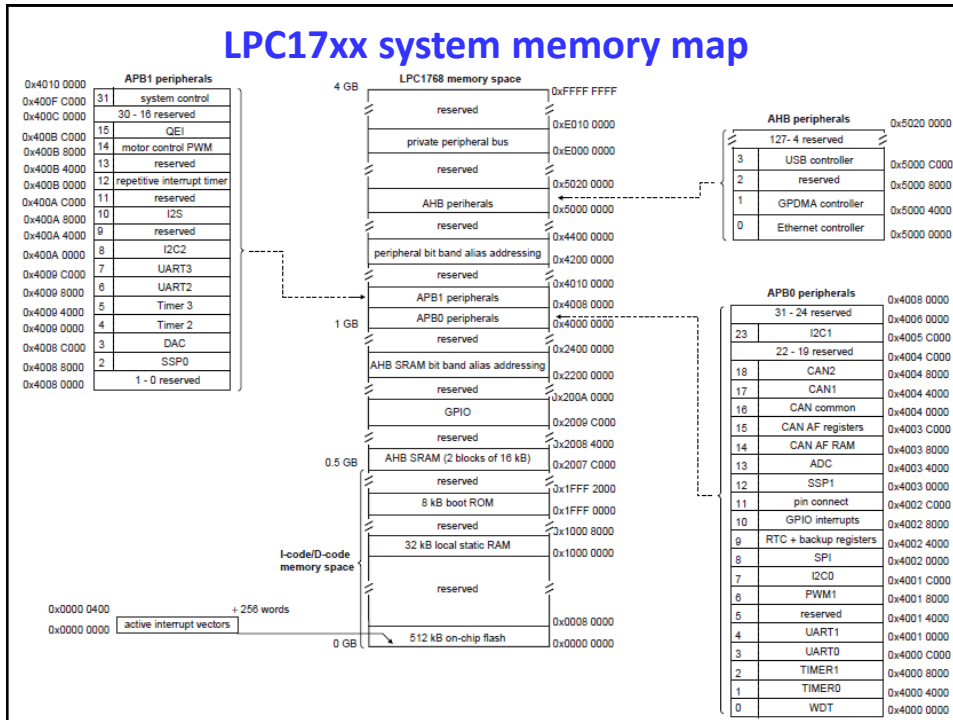 LPC17xx system memory map
APB1 peripherals
0x4010 0000
31 system control
0x400F C000
30 - 16 reserved
0x400C 0000
15 QEI
0x400B C000
14 motor control PWM
0x400B 8000
13 reserved
0x400B 4000
12 repetitive interrupt timer
0x400B 0000
11 reserved
0x400A C000
10 I2S
0x400A 8000
9 reserved
0x400A 4000
8 I2C2
0x400A 0000
7 UART3
0x4009 C000
6 UART2
0x4009 8000
5 Timer 3
0x4009 4000
4 Timer 2
0x4009 0000
3 DAC
0x4008 C000
2 SSP0
0x4008 8000
1 - 0 reserved
0x4008 0000
0x0000 0400
+ 256 words
active interrupt vectors
0x0000 0000
LPC1768 memory space
4 GB
0xFFFF FFFF
reserved
0xE010 0000
private peripheral bus
0xE000 0000
reserved
0x5020 0000
AHB periherals
0x5000 0000
reserved
0x4400 0000
peripheral bit band alias addressing
0x4200 0000
reserved
0x4010 0000
APB1 peripherals
0x4008 0000
APB0 peripherals
1 GB
0x4000 0000
reserved
0x2400 0000
AHB SRAM bit band alias addressing
0x2200 0000
reserved
0x200A 0000
GPIO
0x2009 C000
reserved
0x2008 4000
0.5 GB
AHB SRAM (2 blocks of 16 kB)
0x2007 C000
reserved
0x1FFF 2000
8 kB boot ROM
0x1FFF 0000
reserved
0x1000 8000
32 kB local static RAM
0x1000 0000
I-code/D-code
memory space
reserved
0x0008 0000
512 kB on-chip flash
0 GB
0x0000 0000
AHB peripherals
0x5020 0000
127- 4 reserved
3 USB controller
0x5000 C000
2 reserved
0x5000 8000
1 GPDMA controller
0x5000 4000
0 Ethernet controller
0x5000 0000
APB0 peripherals
0x4008 0000
31 - 24 reserved
0x4006 0000
23 I2C1
0x4005 C000
22 - 19 reserved
0x4004 C000
18 CAN2
0x4004 8000
17 CAN1
0x4004 4000
16 CAN common
0x4004 0000
15 CAN AF registers
0x4003 C000
14 CAN AF RAM
0x4003 8000
13 ADC
0x4003 4000
12 SSP1
0x4003 0000
11 pin connect
0x4002 C000
10 GPIO interrupts
0x4002 8000
9 RTC + backup registers
0x4002 4000
8 SPI
0x4002 0000
7 I2C0
0x4001 C000
6 PWM1
0x4001 8000
5 reserved
0x4001 4000
4 UART1
0x4001 0000
3 UART0
0x4000 C000
2 TIMER1
0x4000 8000
1 TIMER0
0x4000 4000
0 WDT
0x4000 0000